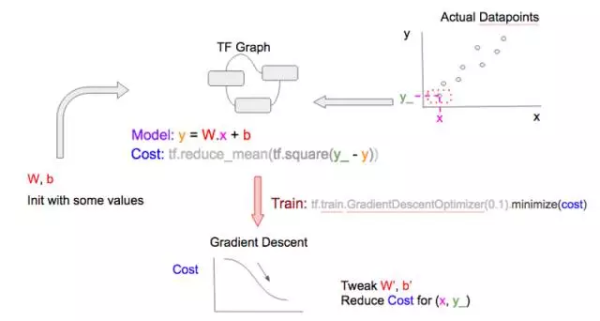 Actual Datapoints
y
TF Graph
y_
x
x
Model: y = W.x + b
Cost: tf.reduce_mean(tf.square(y_ - y))
W, b
Init with some values
Train: tf.train.GradientDescentOptimizer(0.1).minimize(cost)
Gradient Descent
Cost
Tweak W', b'
Reduce Cost for (x, y_)